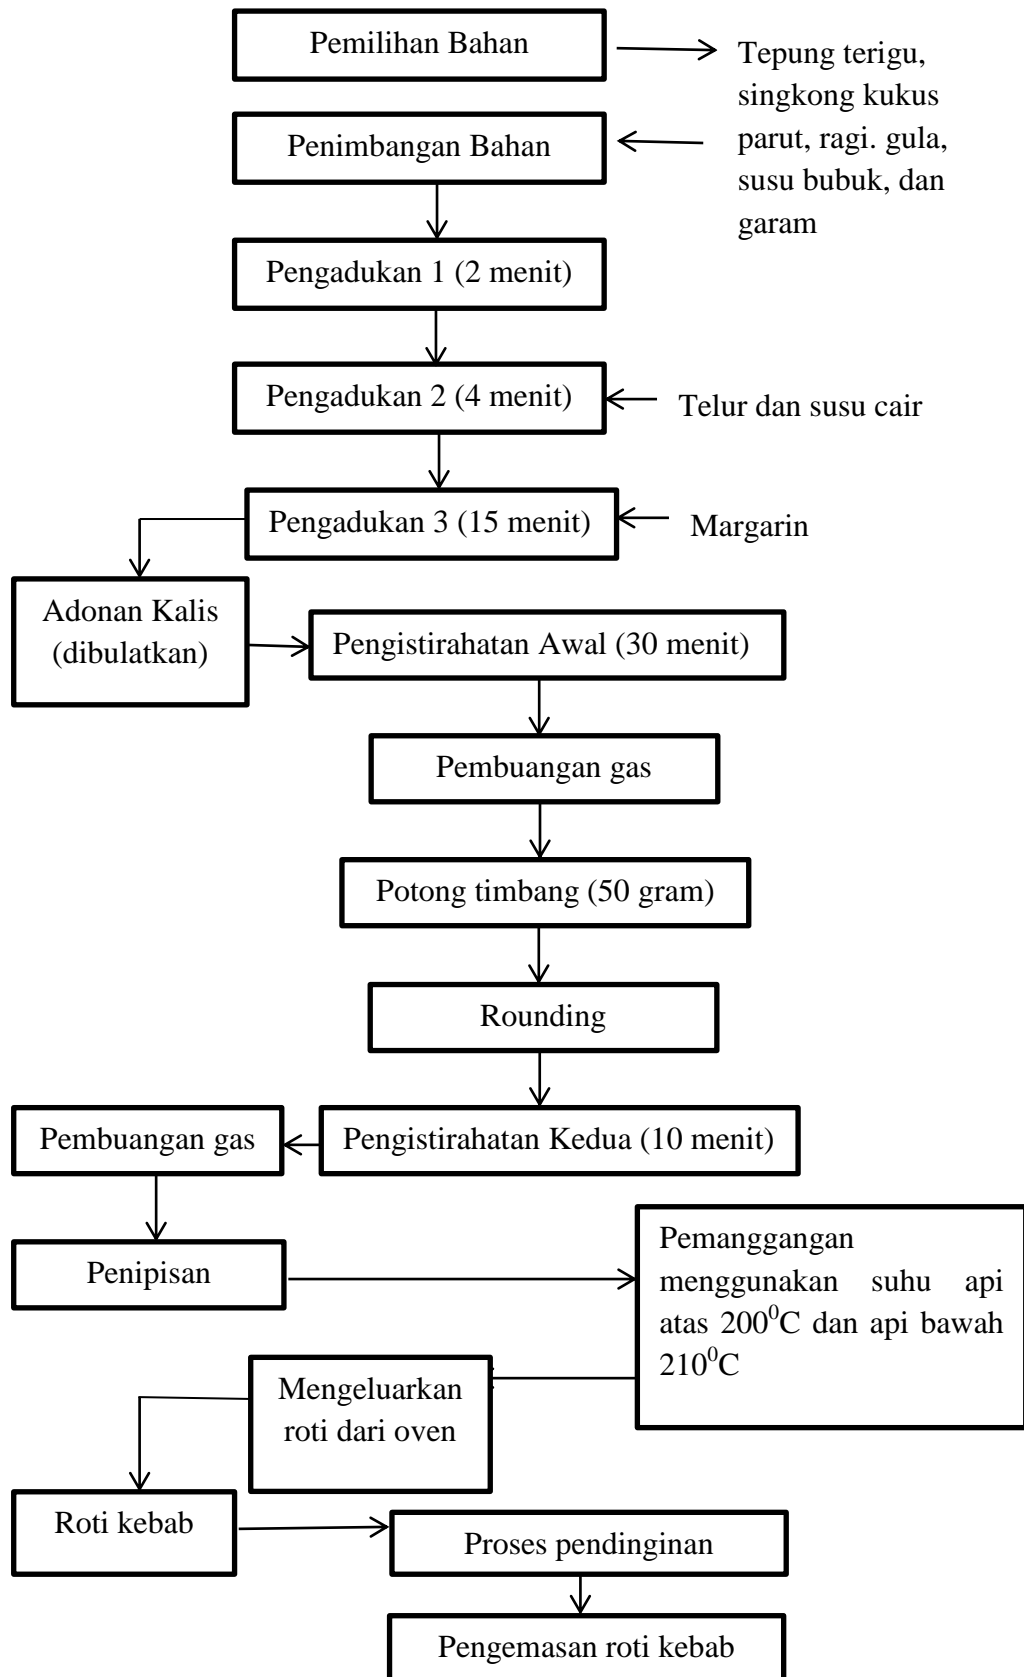 Pemilihan Bahan
Tepung terigu,
singkong kukus
parut, ragi. gula,
susu bubuk, dan
garam
Penimbangan Bahan
Pengadukan 1 (2 menit)
Pengadukan 2 (4 menit)
Telur dan susu cair
Pengadukan 3 (15 menit)
Margarin
Adonan Kalis
(dibulatkan)
Pengistirahatan Awal (30 menit)
Pembuangan gas
Potong timbang (50 gram)
Rounding
Pengistirahatan Kedua (10 menit)
Pembuangan gas
Penipisan
Pemanggangan
menggunakan suhu api
atas 200⁰C dan api bawah
210⁰C
Mengeluarkan
roti dari oven
Roti kebab
Proses pendinginan
Pengemasan roti kebab